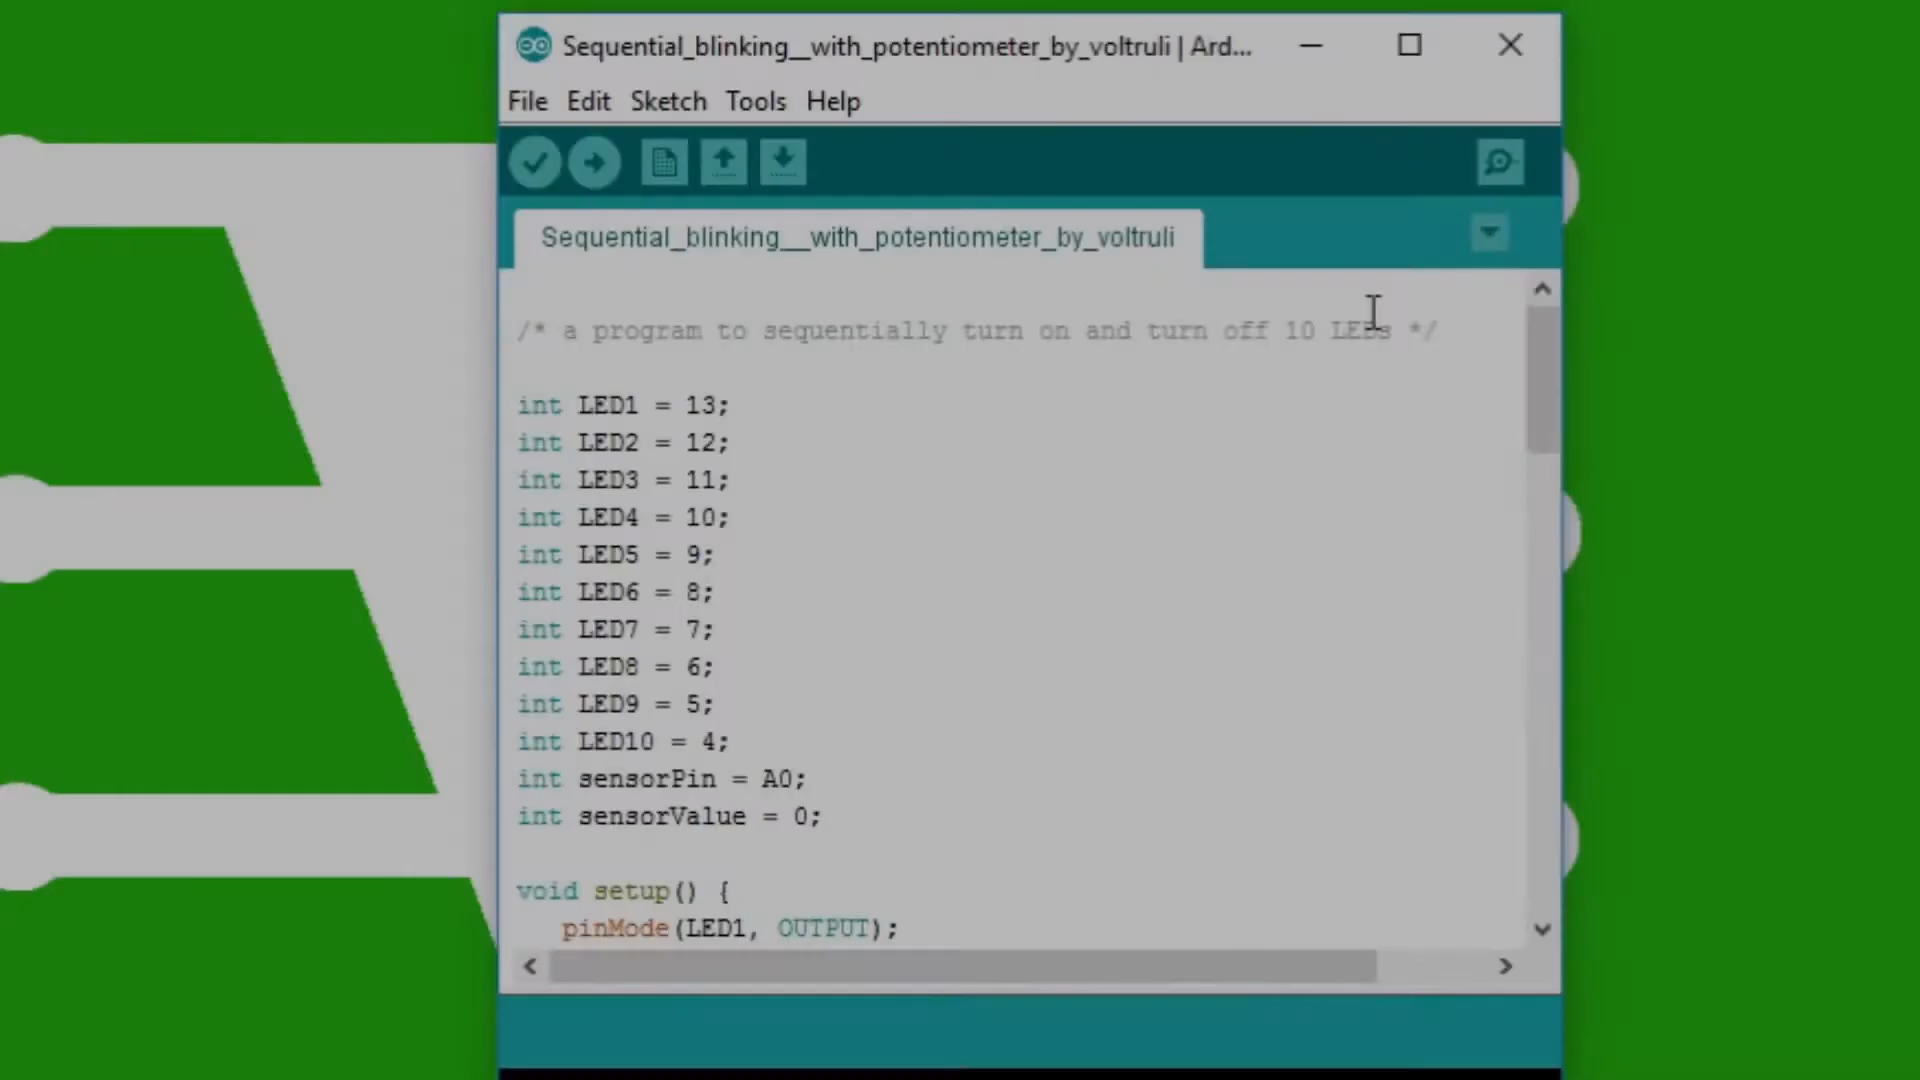 Sequential_blinking__with_potentiometer_by_voltruli | Ard...
File Edit Sketch Tools Help
Sequential_blinking__with_potentiometer_by_voltruli
/* a program to sequentially turn on and turn off 10 LEDs */
int LED1 = 13;
int LED2 = 12;
int LED3 = 11;
int LED4 = 10;
int LED5 = 9;
int LED6 = 8;
int LED7 = 7;
int LED8 = 6;
int LED9 = 5;
int LED10 = 4;
int sensorPin = A0;
int sensorValue = 0;
void setup() {
pinMode(LED1, OUTPUT);